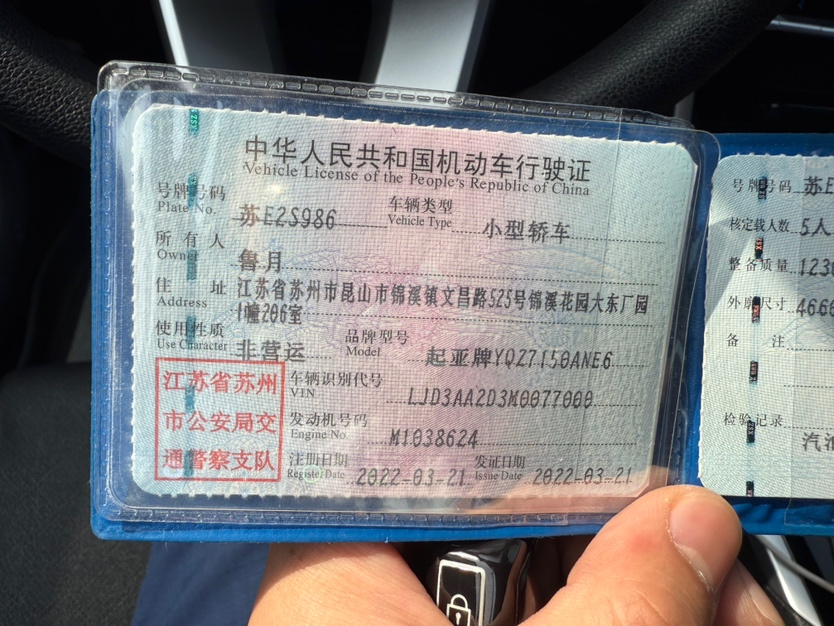 中华人民共和国机动车行驶证
Vehicle License of the People's Republic of China
号牌号码 苏E2S986 车辆类型 小型轿车
Plate No. Vehicle Type
所有人 鲁月
Owner
住址 江苏省苏州市昆山市锦溪镇文昌路525号锦溪花园大东厂园
Address 幢206室
使用性质 非营运 品牌型号 起亚牌YQZ7150ANE6
Use Character Model
江苏省苏州
市公安局交
通警察支队
车辆识别代号 LJD3AA2D3M0077000
VIN
发动机号码 M1038624
Engine No.
注册日期 2022-03-21 发证日期 2022-03-21
Register Date Issue Date
号牌号码 苏E
核定载人数 5人
整备质量 123
外廓尺寸 466
备注
检验记录
汽